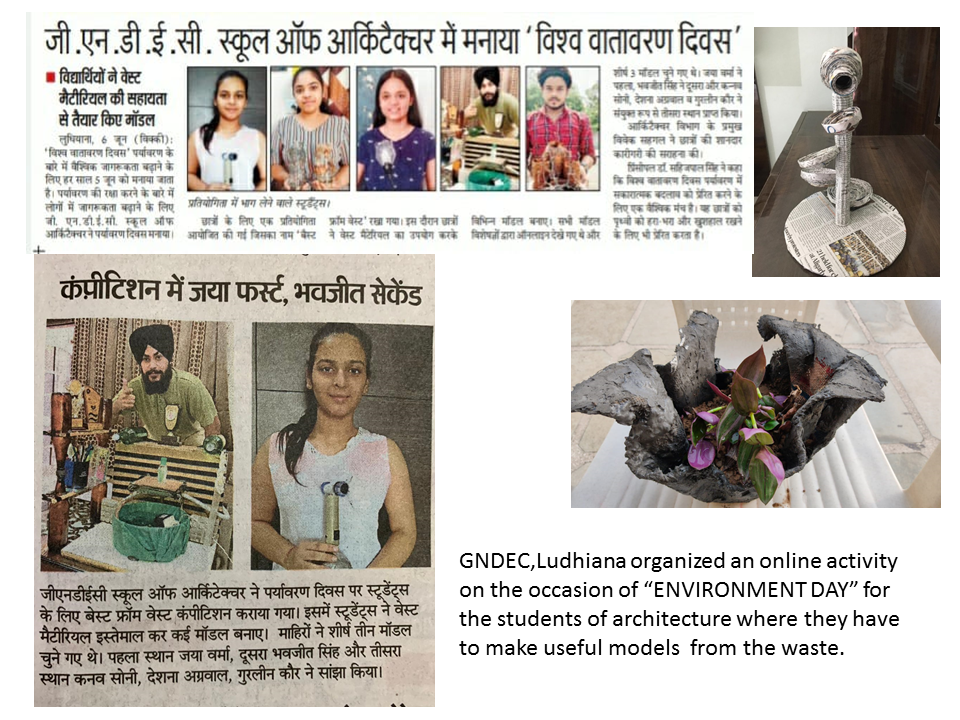 जी.एन.डी.ई.सी. स्कूल ऑफ आर्किटैक्चर में मनाया ‘विश्व वातावरण दिवस’
विद्यार्थियों ने वेस्ट
मैटीरियल की सहायता
से तैयार किए मॉडल
लुधियाना, 6 जून (विक्की):
‘विश्व वातावरण दिवस’ पर्यावरण के
बारे में वैश्विक जागरूकता बढ़ाने के
लिए हर साल 5 जून को मनाया जाता
है। पर्यावरण की रक्षा करने के बारे में
लोगों में जागरूकता बढ़ाने के लिए
जी. एन.डी.ई.सी. स्कूल ऑफ
आर्किटैक्चर ने पर्यावरण दिवस मनाया।
प्रतियोगिता में भाग लेने वाले स्टूडैंट्स।
छात्रों के लिए एक प्रतियोगिता
आयोजित की गई जिसका नाम ‘बैस्ट
फ्रॉम वेस्ट’ रखा गया। इस दौरान छात्रों
ने वेस्ट मैटिरियल का उपयोग करके
विभिन्न मॉडल बनाए। सभी मॉडल
विशेषज्ञों द्वारा ऑनलाइन देखे गए थे और
शीर्ष 3 मॉडल चुने गए थे। जया वर्मा ने
पहला, भवजीत सिंह ने दूसरा और कन्नव
सोनी, देशना अग्रवाल व गुरलीन कौर ने
संयुक्त रूप से तीसरा स्थान प्राप्त किया।
आर्किटैक्चर विभाग के प्रमुख
विवेक सहगल ने छात्रों की शानदार
कारीगरी की सराहना की।
प्रिंसीपल डॉ. सहिजपाल सिंह ने कहा
कि विश्व वातावरण दिवस पर्यावरण में
सकारात्मक बदलाव को प्रेरित करने के
लिए एक वैश्विक मंच है। यह छात्रों को
पृथ्वी को हरा-भरा और खुशहाल रखने
के लिए भी प्रेरित करता है।
कंप़ीटिशन में जया फर्स्ट, भवजीत सेकेंड
जीएनडीईसी स्कूल ऑफ आर्किटेक्चर ने पर्यावरण दिवस पर स्टूडेंट्स
के लिए बेस्ट फ्रॉम वेस्ट कंपीटिशन कराया गया। इसमें स्टूडेंट्स ने वेस्ट
मैटीरियल इस्तेमाल कर कई मॉडल बनाए। माहिरों ने शीर्ष तीन मॉडल
चुने गए थे। पहला स्थान जया वर्मा, दूसरा भवजीत सिंह और तीसरा
स्थान कनव सोनी, देशना अग्रवाल, गुरलीन कौर ने सांझा किया।
GNDEC,Ludhiana organized an online activity
on the occasion of “ENVIRONMENT DAY” for
the students of architecture where they have
to make useful models from the waste.